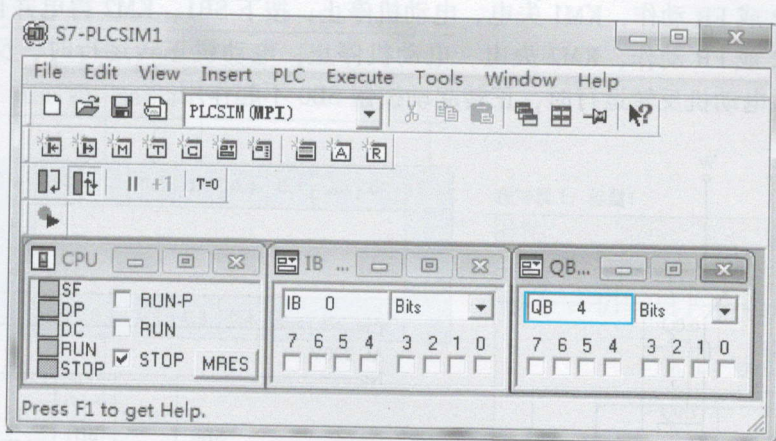 S7-PLCSIM1
File Edit View Insert PLC Execute Tools Window Help
PLCSIM(MPI)
+1 T=0
CPU
SF
DP
DC
RUN
STOP
RUN-P
RUN
STOP
MRES
IB ...
IB 0 Bits
7 6 5 4 3 2 1 0
QB...
QB 4 Bits
7 6 5 4 3 2 1 0
Press F1 to get Help.